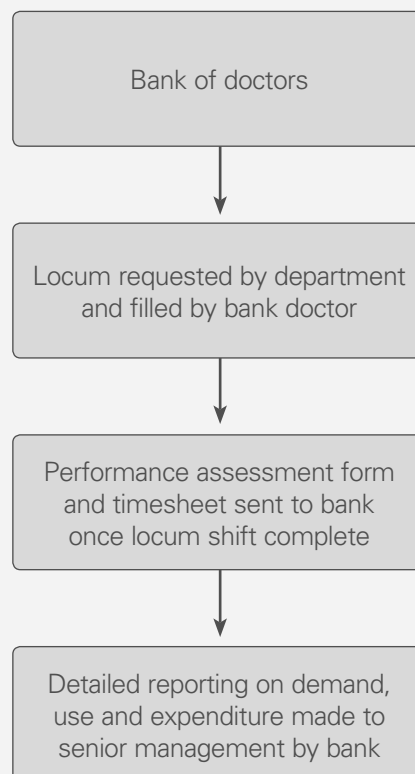 Bank of doctors
Locum requested by department
and filled by bank doctor
Performance assessment form
and timesheet sent to bank
once locum shift complete
Detailed reporting on demand,
use and expenditure made to
senior management by bank